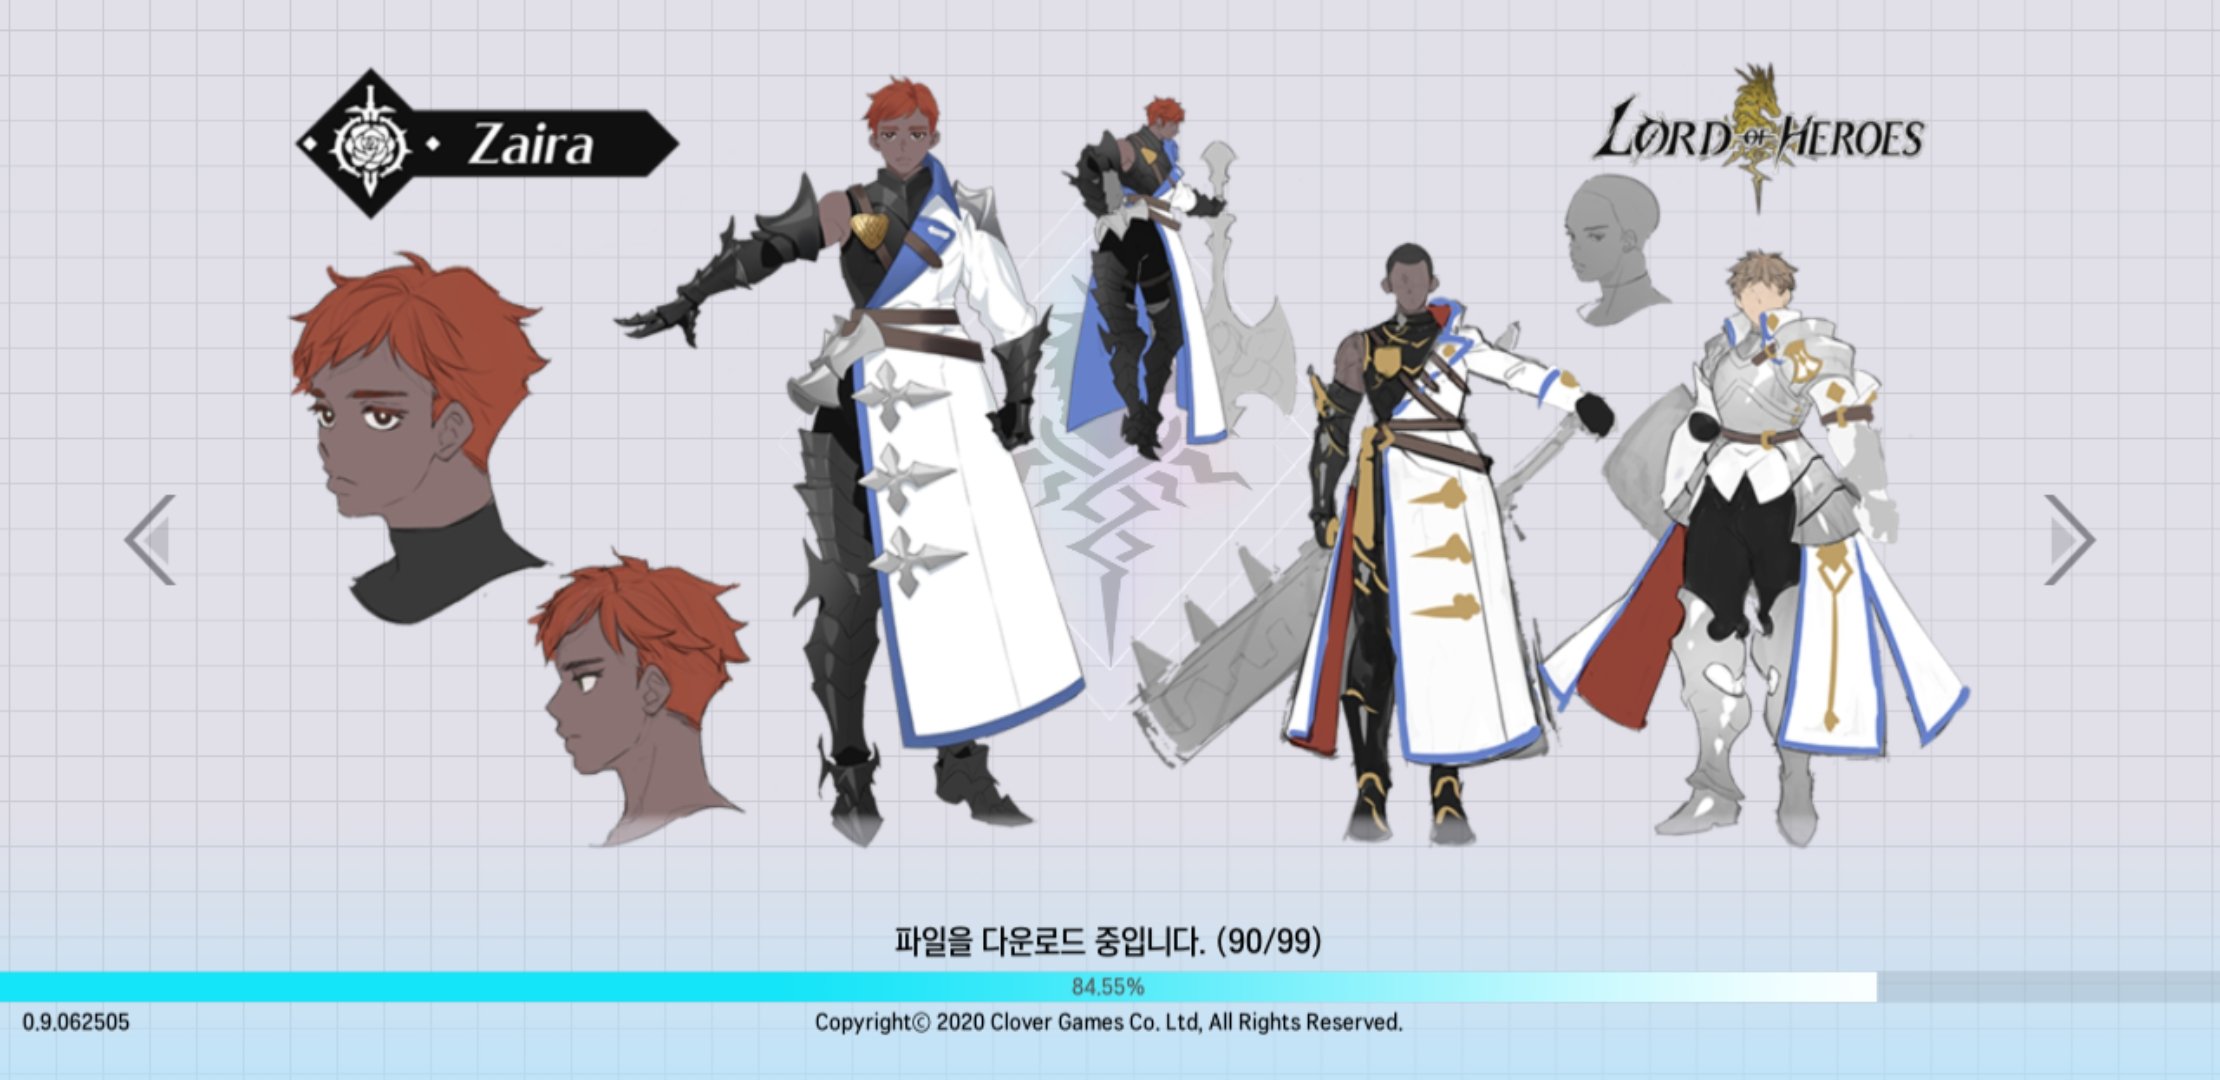 Zaira
LORD OF HEROES
파일을 다운로드 중입니다. (90/99)
84.55%
0.9.062505
Copyright© 2020 Clover Games Co. Ltd, All Rights Reserved.